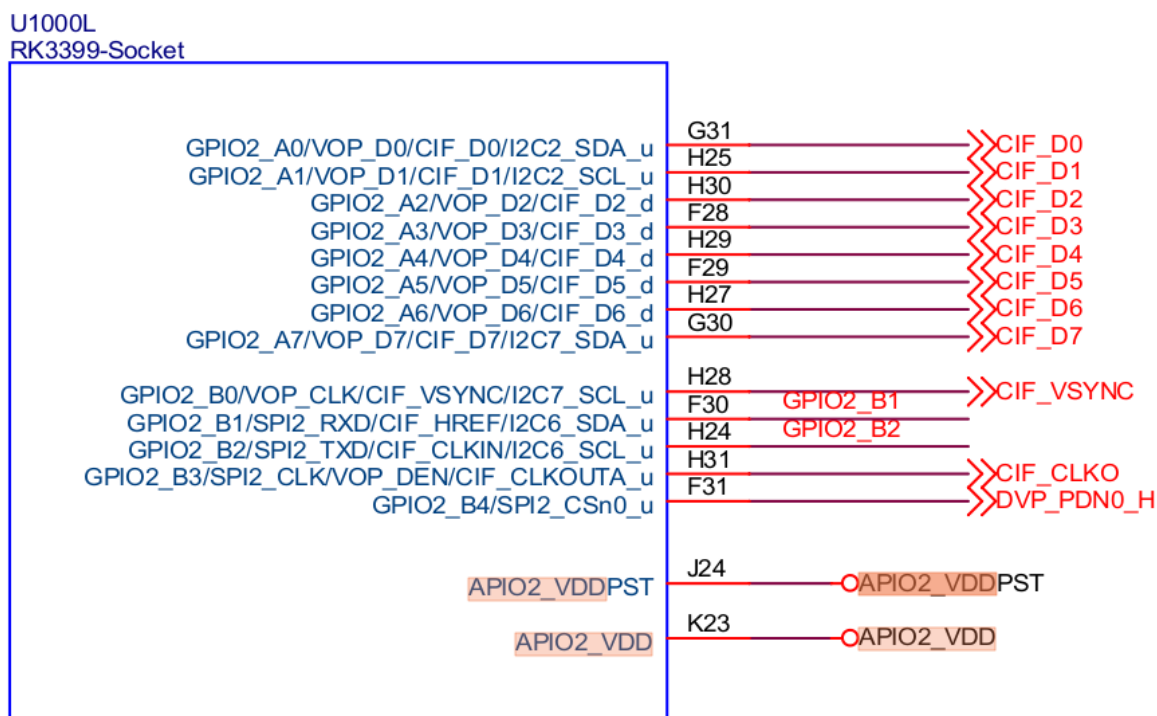 U1000L
RK3399-Socket
GPIO2_A0/VOP_D0/CIF_D0/I2C2_SDA_u G31 CIF_D0
GPIO2_A1/VOP_D1/CIF_D1/I2C2_SCL_u H25 CIF_D1
GPIO2_A2/VOP_D2/CIF_D2_d H30 CIF_D2
GPIO2_A3/VOP_D3/CIF_D3_d F28 CIF_D3
GPIO2_A4/VOP_D4/CIF_D4_d H29 CIF_D4
GPIO2_A5/VOP_D5/CIF_D5_d F29 CIF_D5
GPIO2_A6/VOP_D6/CIF_D6_d H27 CIF_D6
GPIO2_A7/VOP_D7/CIF_D7/I2C7_SDA_u G30 CIF_D7
GPIO2_B0/VOP_CLK/CIF_VSYNC/I2C7_SCL_u H28 CIF_VSYNC
GPIO2_B1/SPI2_RXD/CIF_HREF/I2C6_SDA_u F30 GPIO2_B1
GPIO2_B2/SPI2_TXD/CIF_CLKIN/I2C6_SCL_u H24 GPIO2_B2
GPIO2_B3/SPI2_CLK/VOP_DEN/CIF_CLKOUTA_u H31 CIF_CLKO
GPIO2_B4/SPI2_CSn0_u F31 DVP_PDN0_H
APIO2_VDDPST J24 APIO2_VDDPST
APIO2_VDD K23 APIO2_VDD